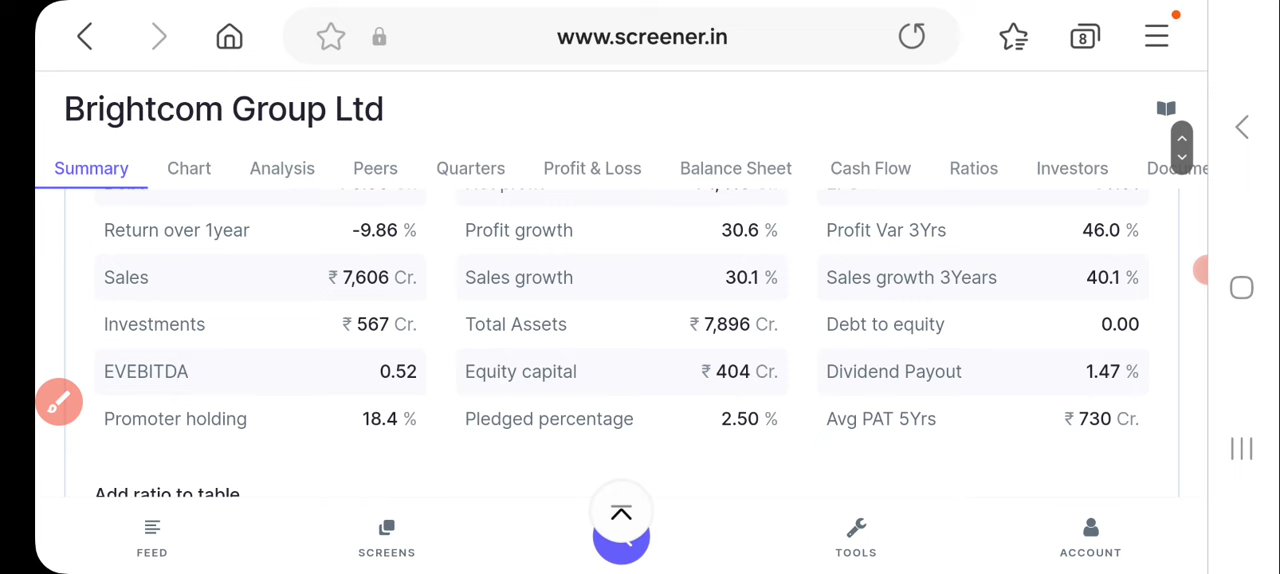 www.screener.in
8
Brightcom Group Ltd
Summary Chart Analysis Peers Quarters Profit & Loss Balance Sheet Cash Flow Ratios Investors Docume
Return over 1year -9.86 % Profit growth 30.6 % Profit Var 3Yrs 46.0 %
Sales ₹ 7,606 Cr. Sales growth 30.1 % Sales growth 3Years 40.1 %
Investments ₹ 567 Cr. Total Assets ₹ 7,896 Cr. Debt to equity 0.00
EVEBITDA 0.52 Equity capital ₹ 404 Cr. Dividend Payout 1.47 %
Promoter holding 18.4 % Pledged percentage 2.50 % Avg PAT 5Yrs ₹ 730 Cr.
Add ratio to table
FEED SCREENS TOOLS ACCOUNT